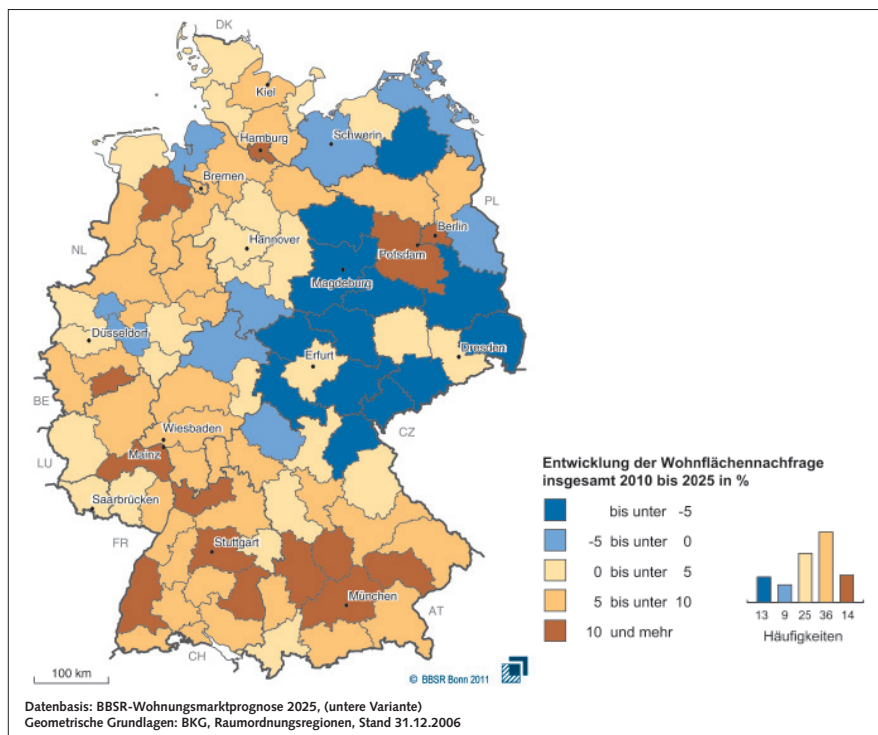 DK
Kiel
Hamburg
Schwerin
Bremen
Berlin
PL
Hannover
Potsdam
NL
Magdeburg
Düsseldorf
Erfurt
Dresden
BE
Wiesbaden
CZ
LU
Mainz
Saarbrücken
FR
Stuttgart
München
AT
CH
100 km
© BBSR Bonn 2011
Entwicklung der Wohnflächennachfrage
insgesamt 2010 bis 2025 in %
bis unter -5
-5 bis unter 0
0 bis unter 5
5 bis unter 10
10 und mehr
13 9 25 36 14
Häufigkeiten
Datenbasis: BBSR-Wohnungsmarktprognose 2025, (untere Variante)
Geometrische Grundlagen: BKG, Raumordnungsregionen, Stand 31.12.2006